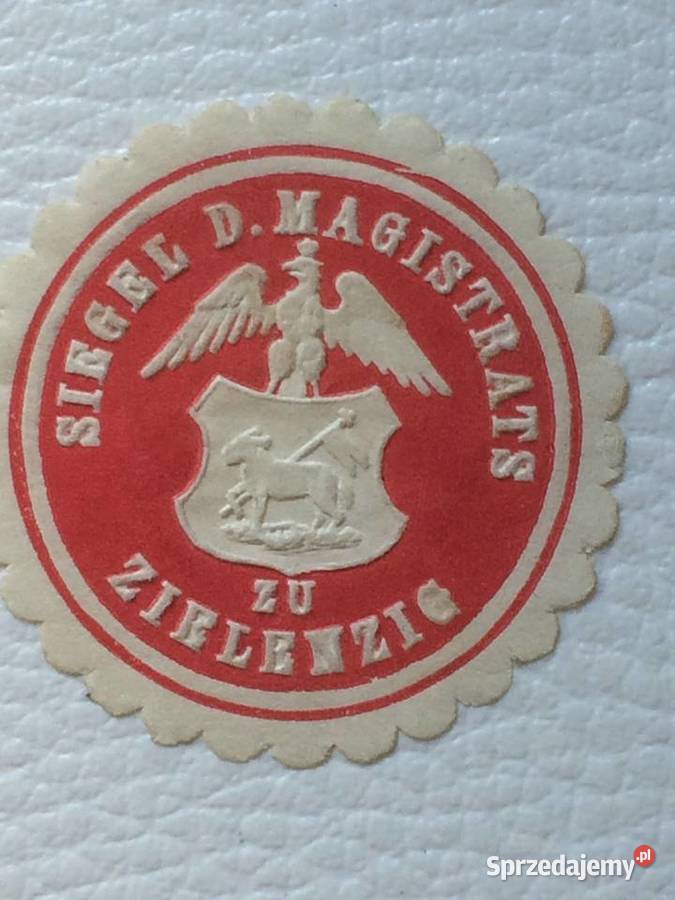 SIEGEL D. MAGISTRATS
ZU
ZIELENZIG
Sprzedajemy.pl